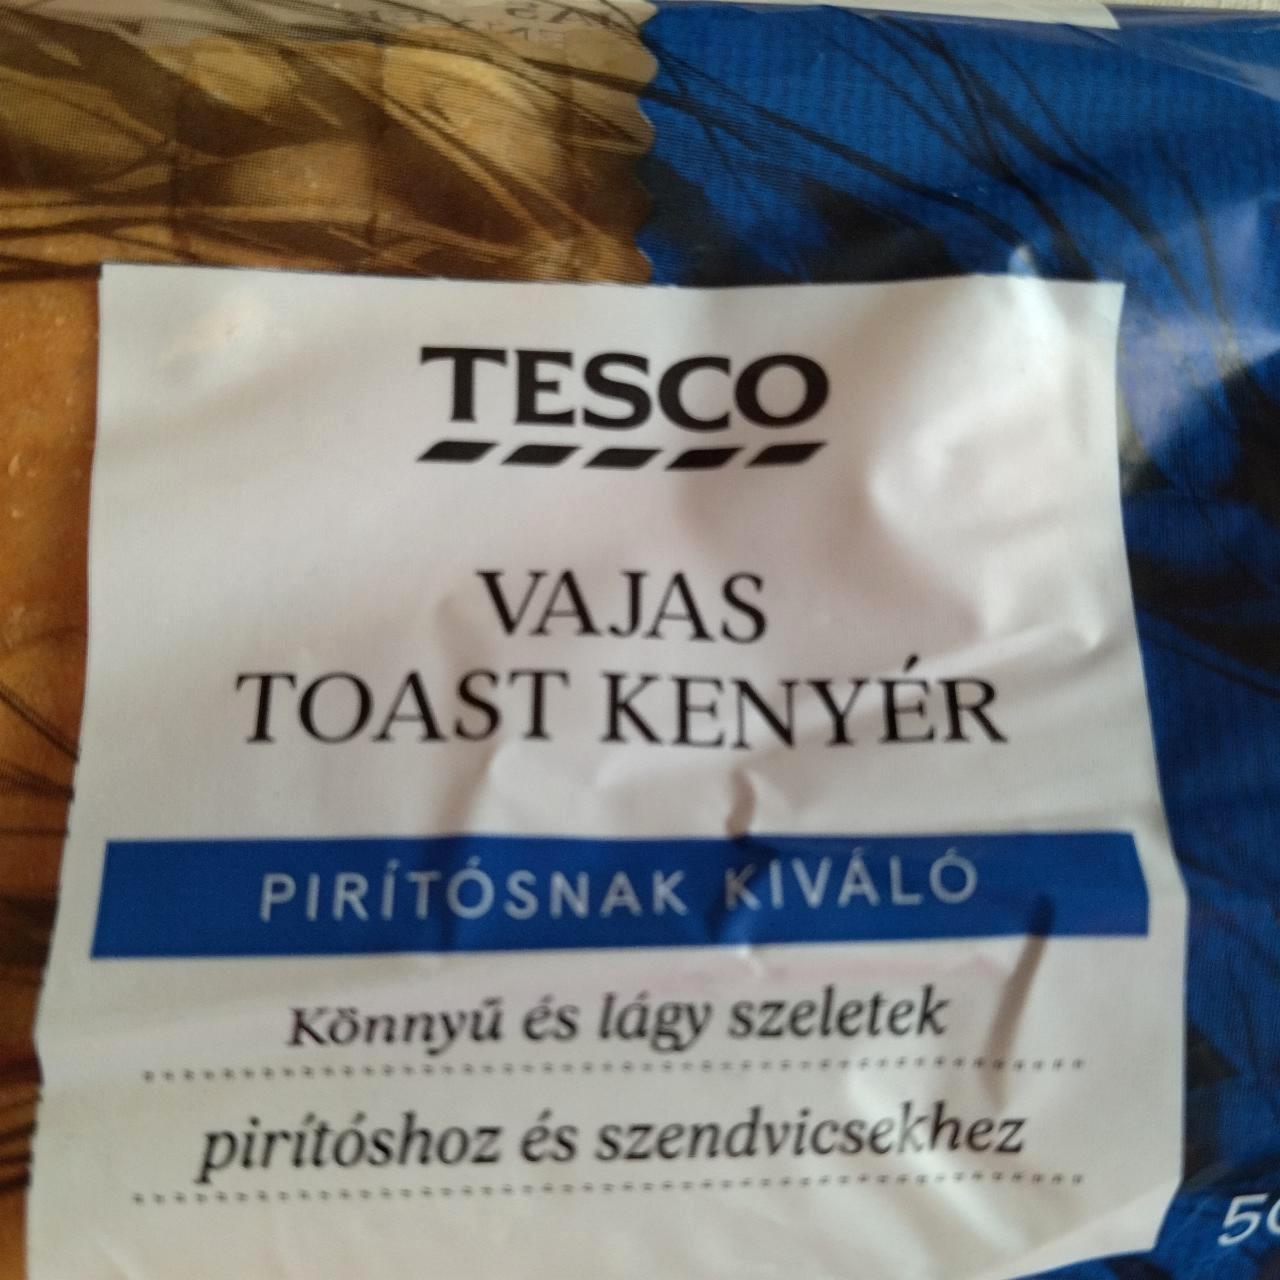 TESCO
VAJAS
TOAST KENYÉR
PIRÍTÓSNAK KIVÁLÓ
Könnyű és lágy szeletek
pirítóshoz és szendvicsekhez